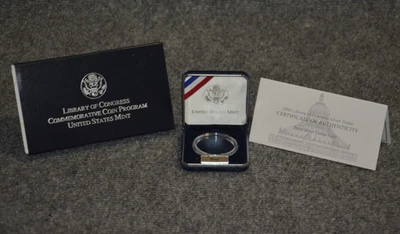 LIBRARY OF CONGRESS
COMMEMORATIVE COIN PROGRAM
UNITED STATES MINT
UNITED STATES MINT
CERTIFICATE OF AUTHENTICITY